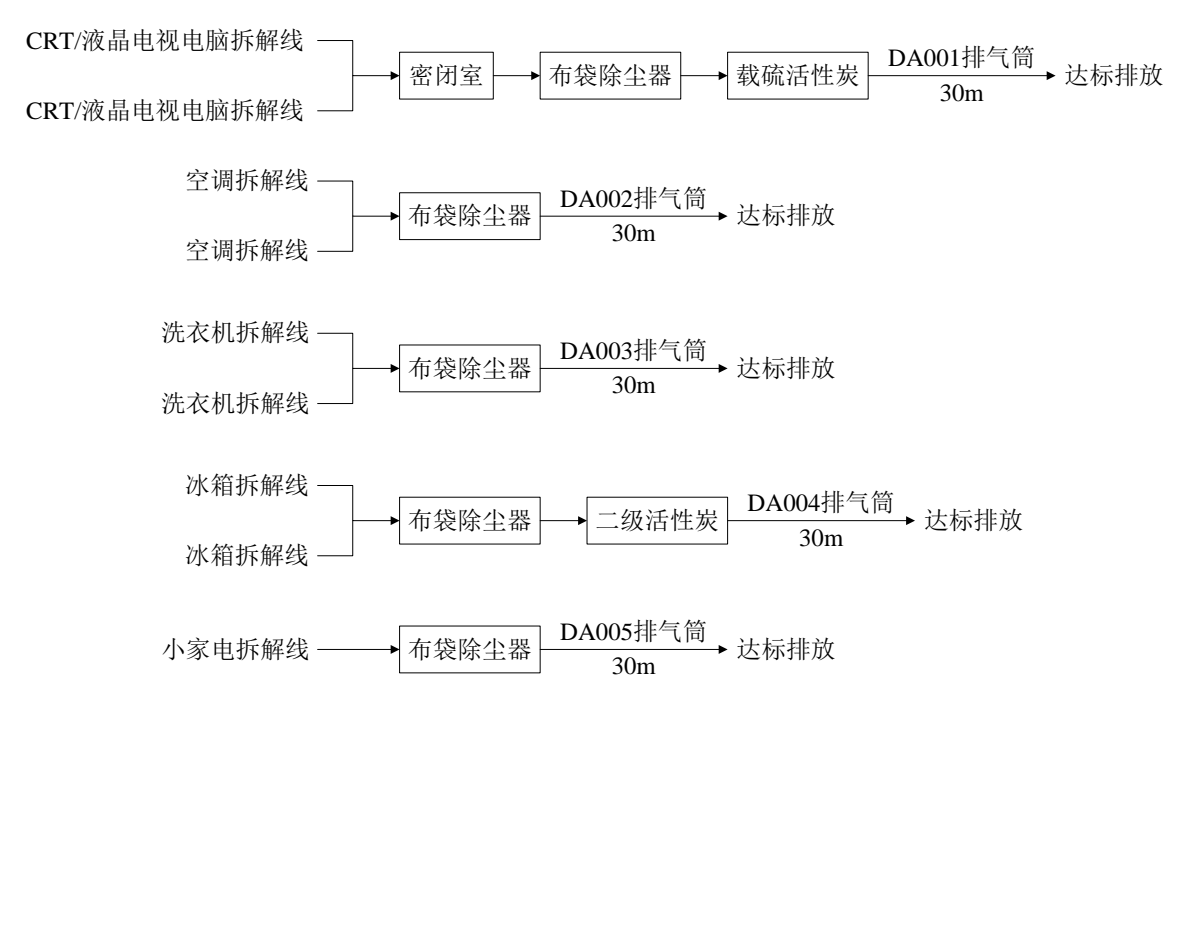 CRT/液晶电视电脑拆解线
CRT/液晶电视电脑拆解线
密闭室
布袋除尘器
载硫活性炭
DA001排气筒
30m
达标排放
空调拆解线
空调拆解线
布袋除尘器
DA002排气筒
30m
达标排放
洗衣机拆解线
洗衣机拆解线
布袋除尘器
DA003排气筒
30m
达标排放
冰箱拆解线
冰箱拆解线
布袋除尘器
二级活性炭
DA004排气筒
30m
达标排放
小家电拆解线
布袋除尘器
DA005排气筒
30m
达标排放